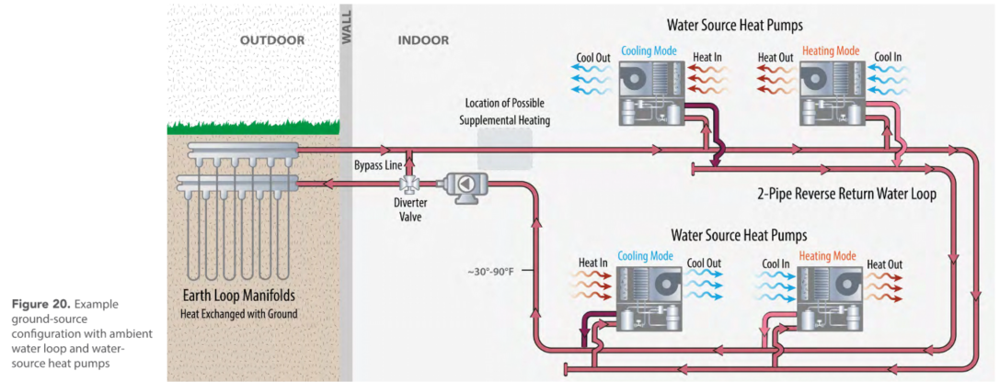 OUTDOOR
WALL
INDOOR
Water Source Heat Pumps
Cool Out
Cooling Mode
Heat In
Heat Out
Heating Mode
Cool In
Location of Possible
Supplemental Heating
Bypass Line
Diverter
Valve
2-Pipe Reverse Return Water Loop
Water Source Heat Pumps
Heat In
Cooling Mode
Cool Out
Cool In
Heating Mode
Heat Out
~30°-90°F
Earth Loop Manifolds
Heat Exchanged with Ground
Figure 20. Example
ground-source
configuration with ambient
water loop and water-
source heat pumps